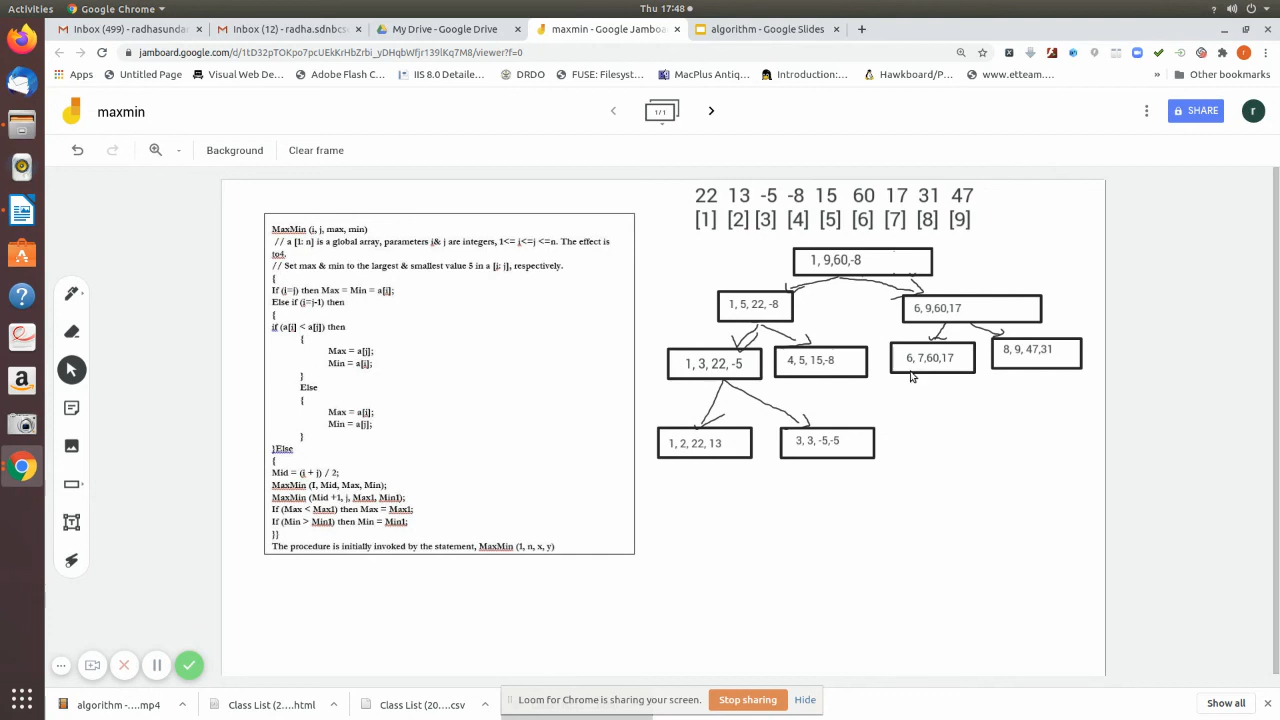 Activities
Google Chrome
Thu 17:48
Inbox (499) - radhasundar
Inbox (12) - radha.sdnbcs
My Drive - Google Drive
maxmin - Google Jamboa
algorithm - Google Slides
jamboard.google.com/d/1tD32pTOKpo7pcUEkKrHbZrbi_yDHqbWfjr139lKq7M8/viewer?f=0
Apps
Untitled Page
Visual Web De...
Adobe Flash C...
IIS 8.0 Detaile...
DRDO
FUSE: Filesyst...
MacPlus Antiq...
Introduction:...
Hawkboard/P...
www.etteam....
»
Other bookmarks
maxmin
1/1
SHARE
r
Background
Clear frame
22 13 -5 -8 15 60 17 31 47
[1] [2] [3] [4] [5] [6] [7] [8] [9]
MaxMin (i, j, max, min)
// a [1: n] is a global array, parameters i& j are integers, 1<= i<=j <=n. The effect is
to4.
// Set max & min to the largest & smallest value 5 in a [i: j], respectively.
{
If (i=j) then Max = Min = a[i];
Else if (i=j-1) then
{
if (a[i] < a[j]) then
{
Max = a[j];
Min = a[i];
}
Else
{
Max = a[i];
Min = a[j];
}
}Else
{
Mid = (i + j) / 2;
MaxMin (I, Mid, Max, Min);
MaxMin (Mid +1, j, Max1, Min1);
If (Max < Max1) then Max = Max1;
If (Min > Min1) then Min = Min1;
}}
The procedure is initially invoked by the statement, MaxMin (1, n, x, y)
1, 9,60,-8
1, 5, 22, -8
6, 9,60,17
1, 3, 22, -5
4, 5, 15,-8
6, 7,60,17
8, 9, 47,31
1, 2, 22, 13
3, 3, -5,-5
Loom for Chrome is sharing your screen.
Stop sharing
Hide
algorithm -....mp4
Class List (2....html
Class List (20....csv
Show all